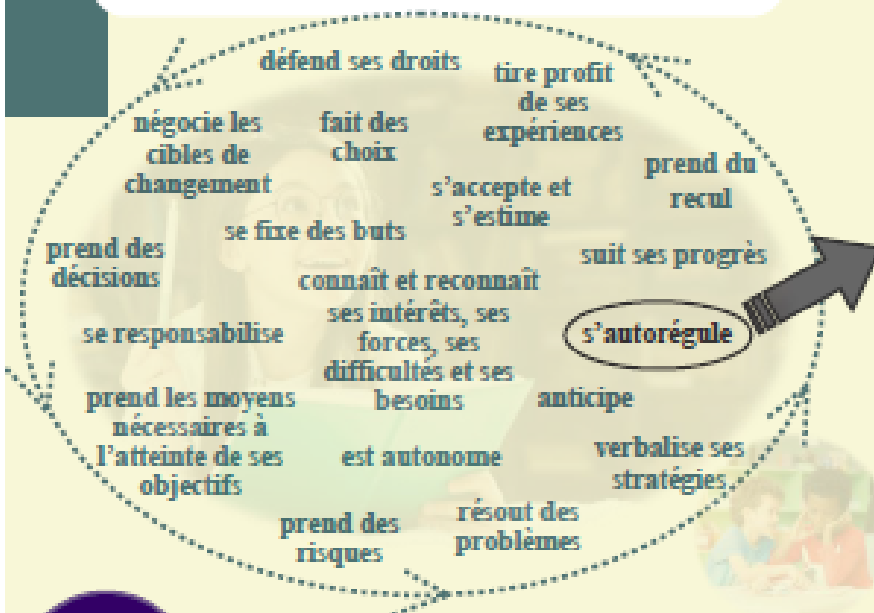 défend ses droits
tire profit
de ses
expériences
négocie les
cibles de
changement
fait des
choix
prend du
recul
s’accepte et
s’estime
se fixe des buts
prend des
décisions
suit ses progrès
connaît et reconnaît
ses intérêts, ses
forces, ses
difficultés et ses
besoins
se responsabilise
s’autorégule
prend les moyens
nécessaires à
l’atteinte de ses
objectifs
anticipe
est autonome
verbalise ses
stratégies
prend des
risques
résout des
problèmes